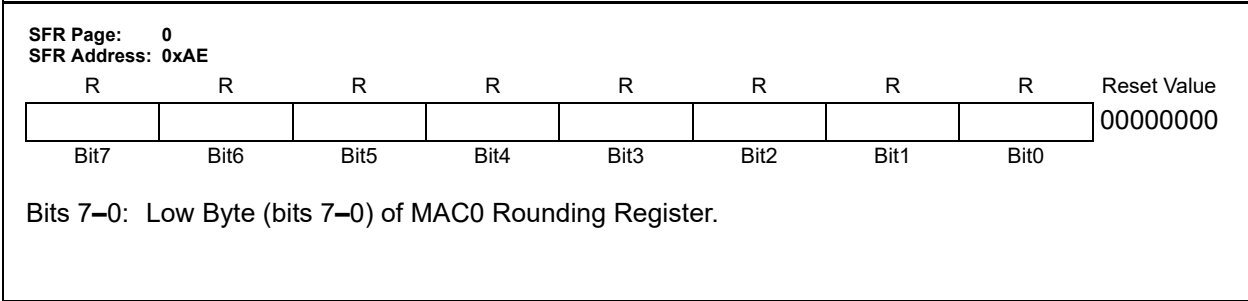 SFR Page: 0
SFR Address: 0xAE
R R R R R R R R Reset Value
00000000
Bit7 Bit6 Bit5 Bit4 Bit3 Bit2 Bit1 Bit0
Bits 7–0: Low Byte (bits 7–0) of MAC0 Rounding Register.